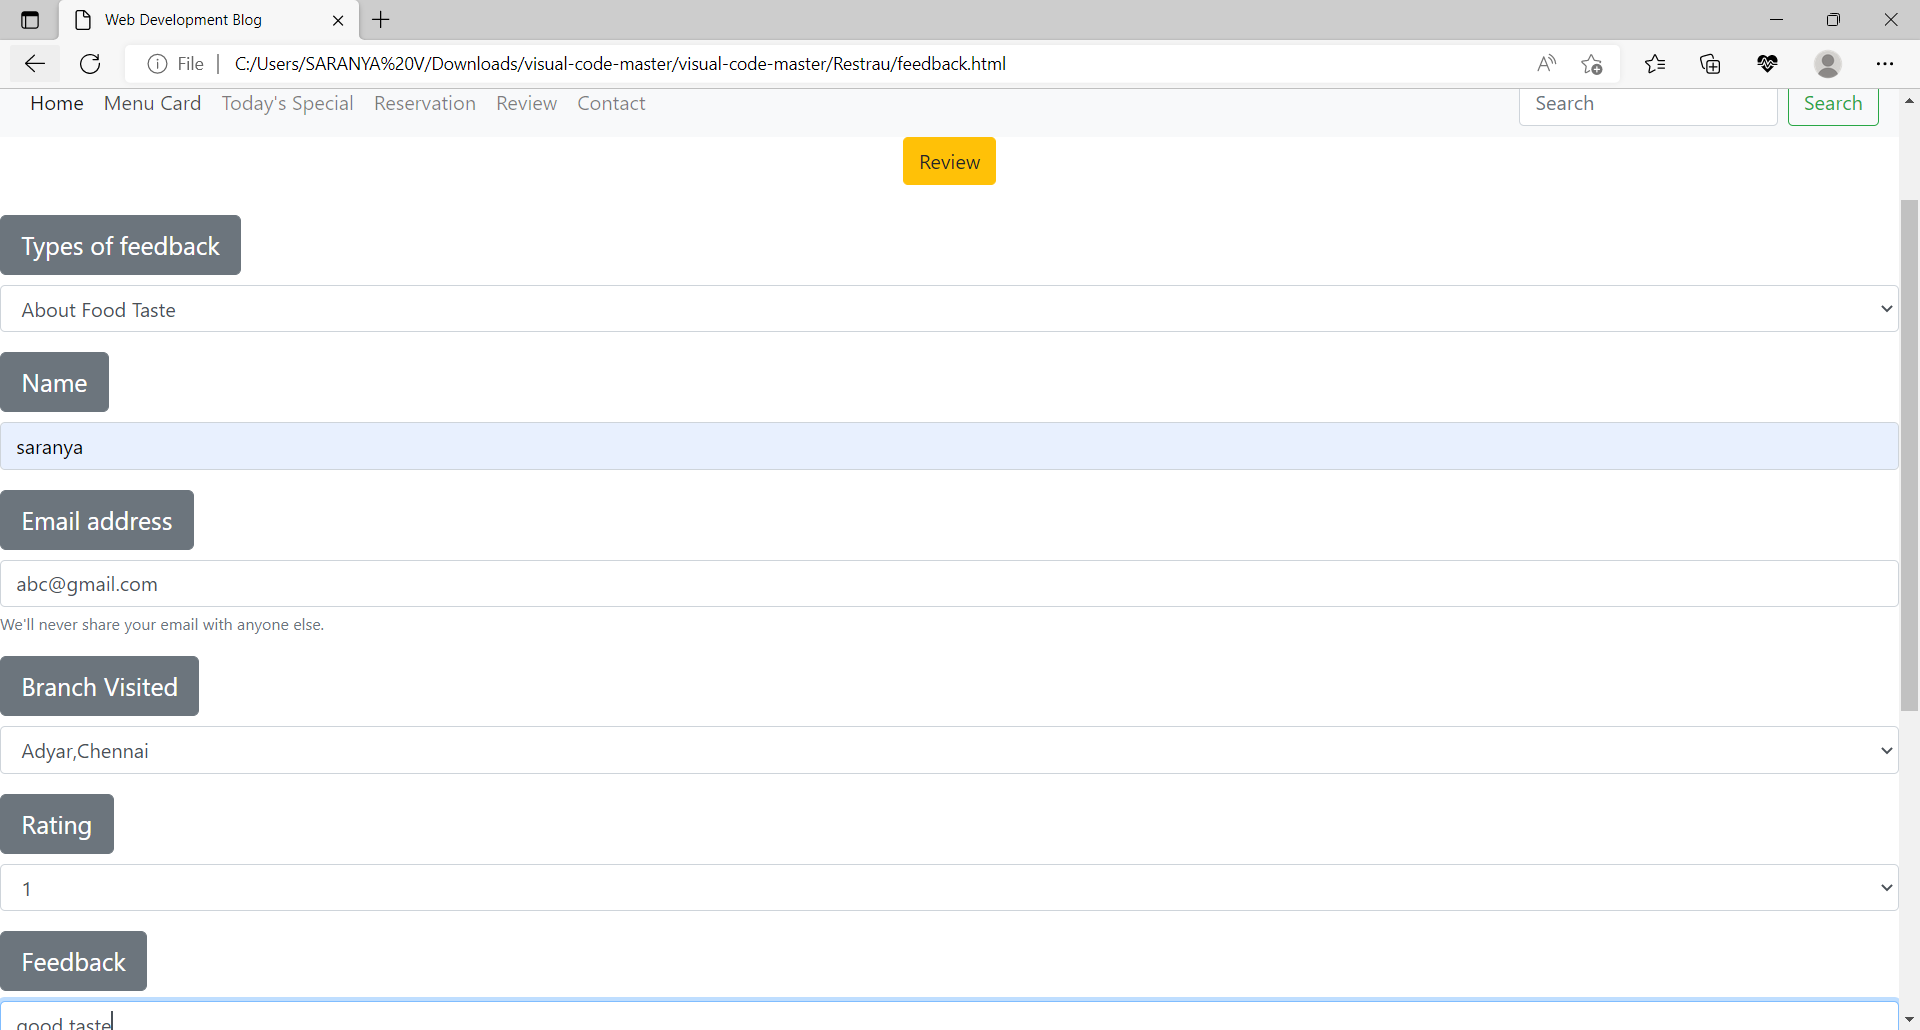 Web Development Blog
File C:/Users/SARANYA%20V/Downloads/visual-code-master/visual-code-master/Restrau/feedback.html
Home Menu Card Today's Special Reservation Review Contact Search Search
Review
Types of feedback
About Food Taste
Name
saranya
Email address
abc@gmail.com
We'll never share your email with anyone else.
Branch Visited
Adyar,Chennai
Rating
1
Feedback
good taste